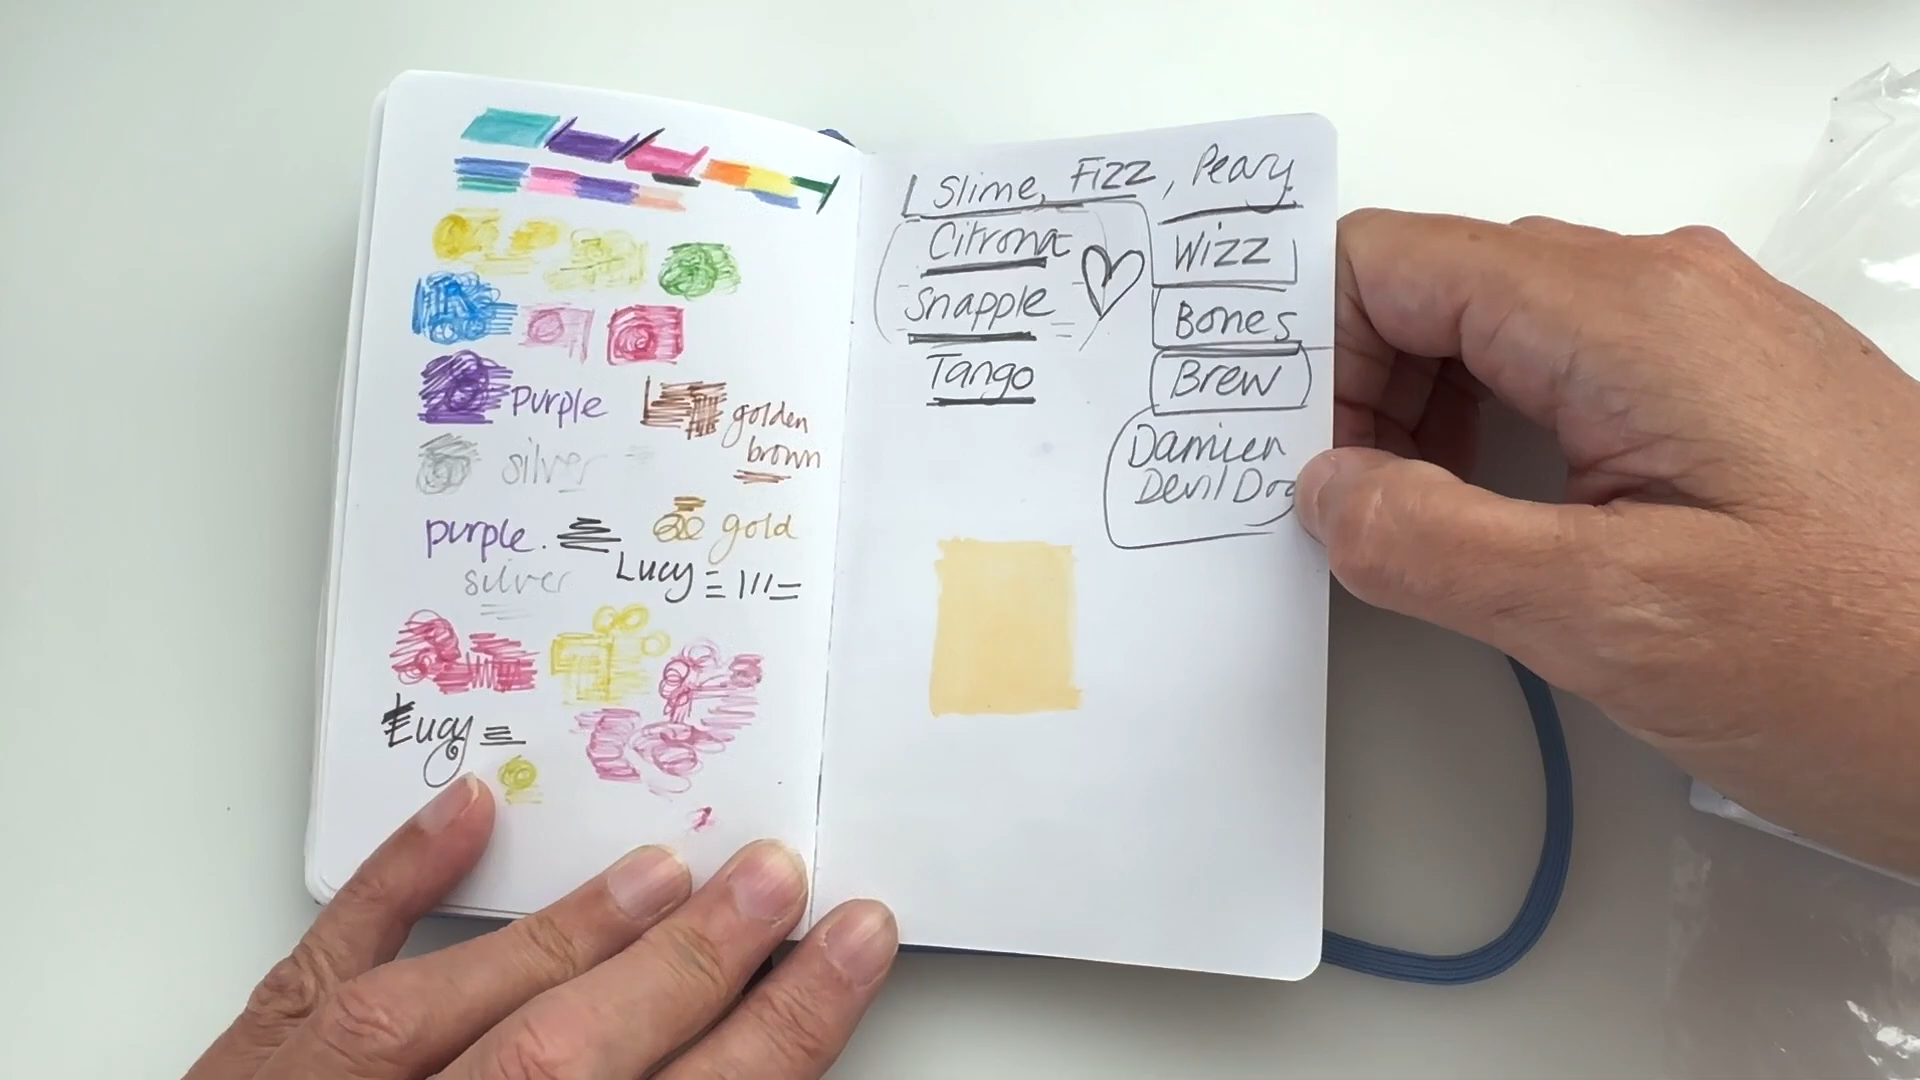 purple
golden
brown
silver
purple.
gold
silver
Lucy
Lucy
Slime, Fizz, Peary.
Citrona
Snapple
Tango
Wizz
Bones
Brew
Damien
Devil Dog